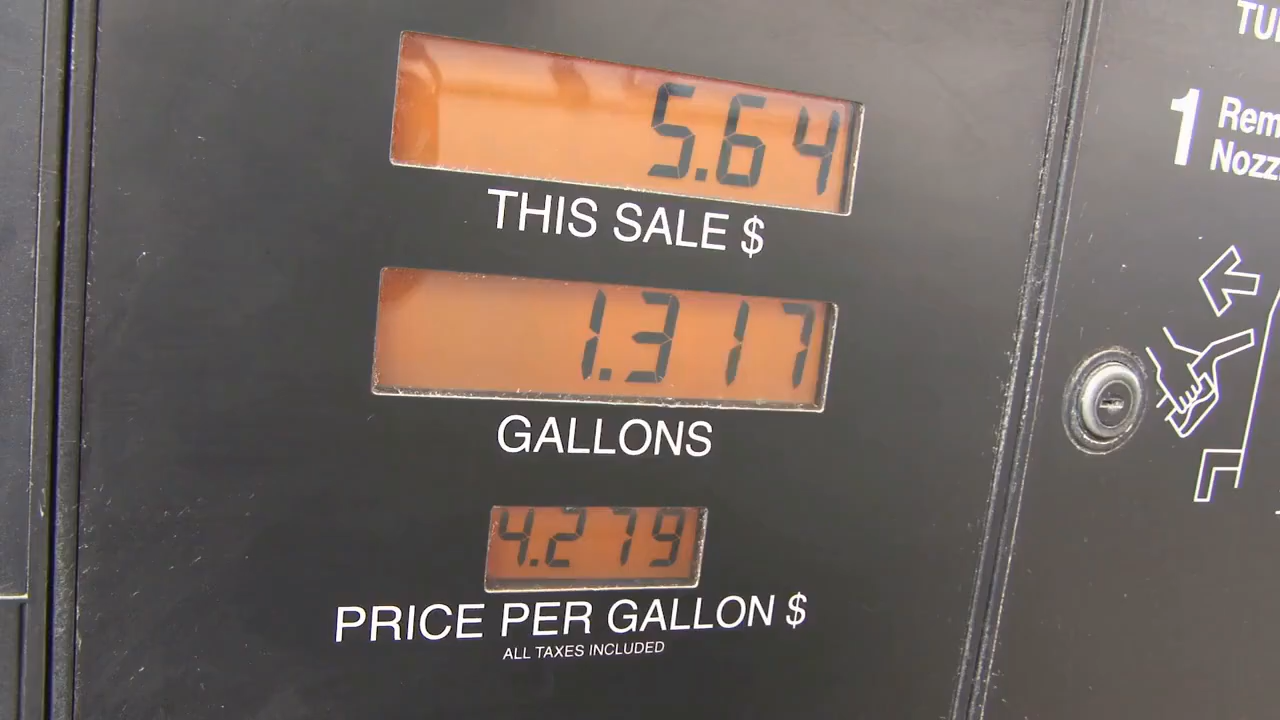 5.64
THIS SALE $
1.317
GALLONS
4.279
PRICE PER GALLON $
ALL TAXES INCLUDED
1